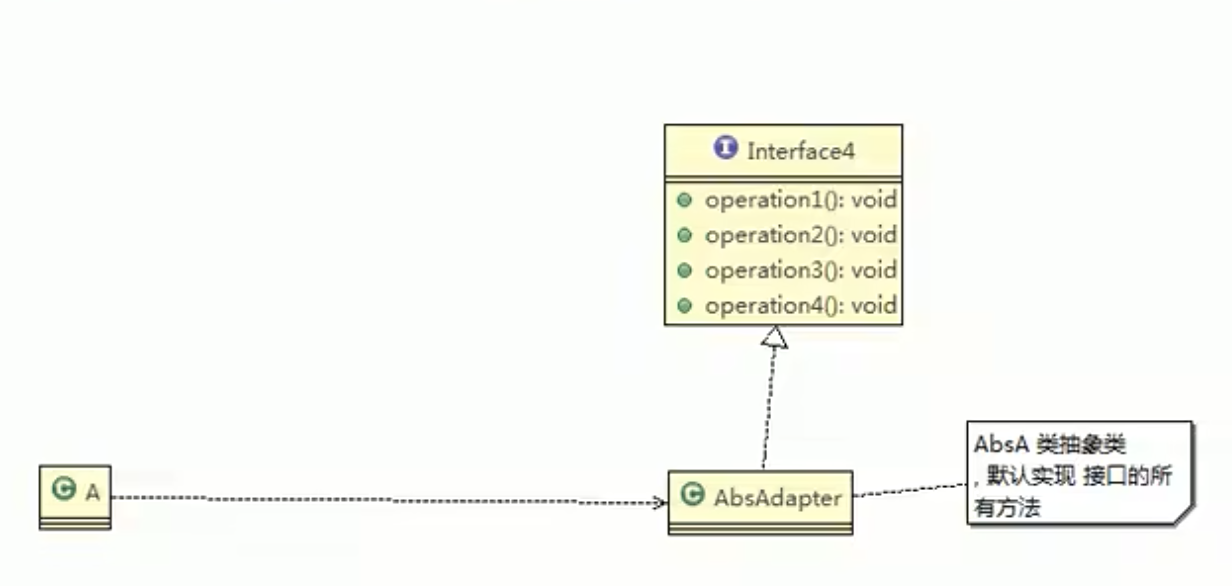 Interface4
operation1(): void
operation2(): void
operation3(): void
operation4(): void
AbsA 类抽象类
, 默认实现 接口的所
有方法
A
AbsAdapter